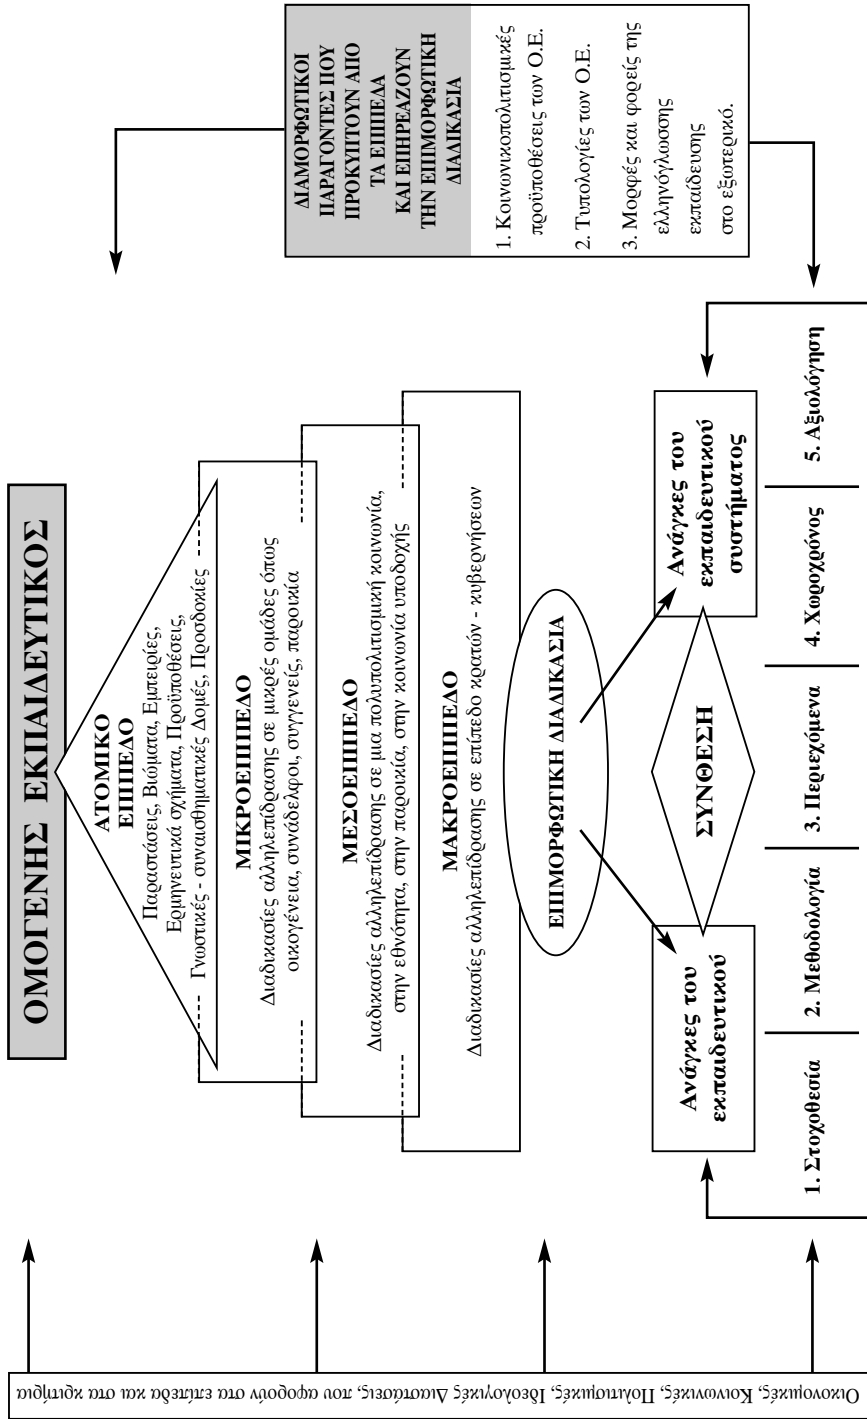 ΟΜΟΓΕΝΗΣ ΕΚΠΑΙΔΕΥΤΙΚΟΣ
ΑΤΟΜΙΚΟ
ΕΠΙΠΕΔΟ
Παραστάσεις, Βιώματα, Εμπειρίες,
Ερμηνευτικά σχήματα, Προϋποθέσεις,
Γνωστικές - συναισθηματικές Δομές, Προσδοκίες
ΜΙΚΡΟΕΠΙΠΕΔΟ
Διαδικασίες αλληλεπίδρασης σε μικρές ομάδες όπως
οικογένεια, συνάδελφοι, συγγενείς, παροικία
ΜΕΣΟΕΠΙΠΕΔΟ
Διαδικασίες αλληλεπίδρασης σε μια πολυπολιτισμική κοινωνία,
στην εθνότητα, στην παροικία, στην κοινωνία υποδοχής
ΜΑΚΡΟΕΠΙΠΕΔΟ
Διαδικασίες αλληλεπίδρασης σε επίπεδο κρατών - κυβερνήσεων
ΕΠΙΜΟΡΦΩΤΙΚΗ ΔΙΑΔΙΚΑΣΙΑ
Ανάγκες του
εκπαιδευτικού
ΣΥΝΘΕΣΗ
Ανάγκες του
εκπαιδευτικού
συστήματος
1. Στοχοθεσία
2. Μεθοδολογία
3. Περιεχόμενα
4. Χωροχρόνος
5. Αξιολόγηση
ΔΙΑΜΟΡΦΩΤΙΚΟΙ
ΠΑΡΑΓΟΝΤΕΣ ΠΟΥ
ΠΡΟΚΥΠΤΟΥΝ ΑΠΟ
ΤΑ ΕΠΙΠΕΔΑ
ΚΑΙ ΕΠΗΡΕΑΖΟΥΝ
ΤΗΝ ΕΠΙΜΟΡΦΩΤΙΚΗ
ΔΙΑΔΙΚΑΣΙΑ
1. Κοινωνικοπολιτισμικές
προϋποθέσεις των Ο.Ε.
2. Τυπολογίες των Ο.Ε.
3. Μορφές και φορείς της
ελληνόγλωσσης
εκπαίδευσης
στο εξωτερικό.
Οικονομικές, Κοινωνικές, Πολιτισμικές, Ιδεολογικές Διαστάσεις, που αφορούν στα επίπεδα και στα κριτήρια